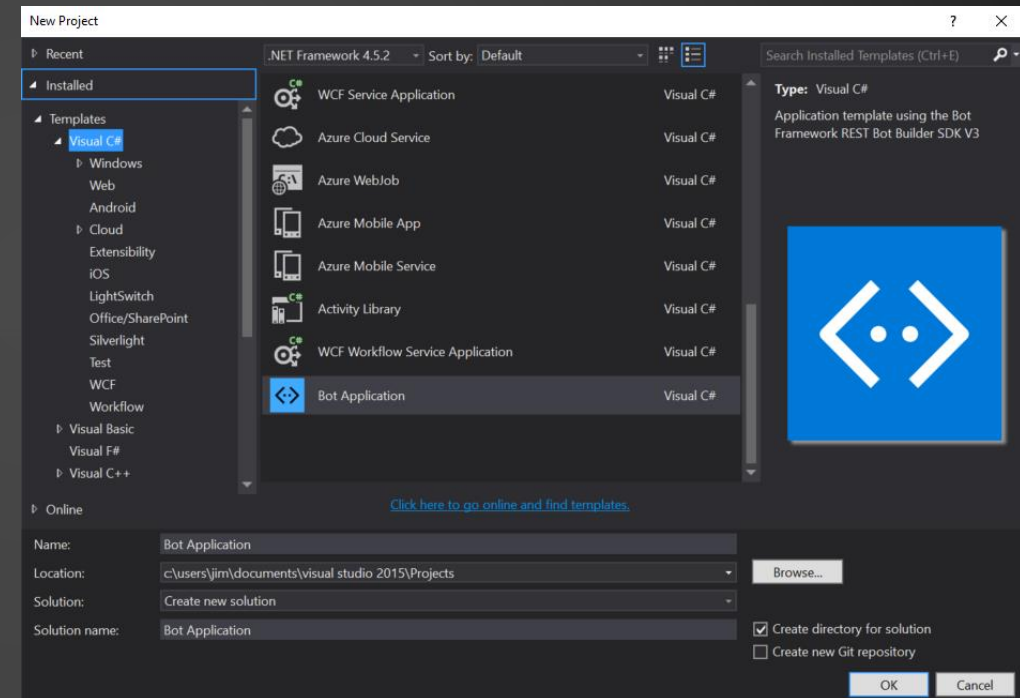 New Project
? ×
Recent
.NET Framework 4.5.2
Sort by: Default
Search Installed Templates (Ctrl+E)
Installed
Templates
Visual C#
Windows
Web
Android
Cloud
Extensibility
iOS
LightSwitch
Office/SharePoint
Silverlight
Test
WCF
Workflow
Visual Basic
Visual F#
Visual C++
Online
C#
WCF Service Application Visual C#
Azure Cloud Service Visual C#
Azure WebJob Visual C#
Azure Mobile App Visual C#
Azure Mobile Service Visual C#
C#
Activity Library Visual C#
C#
WCF Workflow Service Application Visual C#
Bot Application Visual C#
Click here to go online and find templates.
Type: Visual C#
Application template using the Bot
Framework REST Bot Builder SDK V3
Name: Bot Application
Location: c:\users\jim\documents\visual studio 2015\Projects
Browse...
Solution: Create new solution
Solution name: Bot Application
Create directory for solution
Create new Git repository
OK Cancel